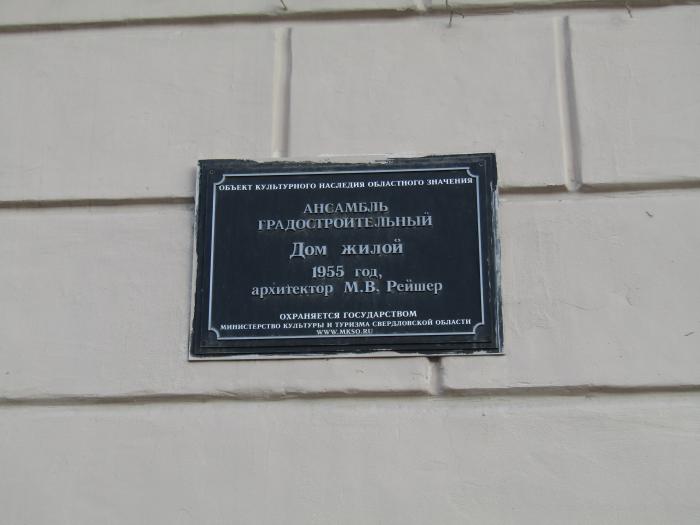 ОБЪЕКТ КУЛЬТУРНОГО НАСЛЕДИЯ ОБЛАСТНОГО ЗНАЧЕНИЯ
АНСАМБЛЬ
ГРАДОСТРОИТЕЛЬНЫЙ
Дом жилой
1955 год,
архитектор М.В. Рейшер
ОХРАНЯЕТСЯ ГОСУДАРСТВОМ
МИНИСТЕРСТВО КУЛЬТУРЫ И ТУРИЗМА СВЕРДЛОВСКОЙ ОБЛАСТИ
WWW.MKSO.RU